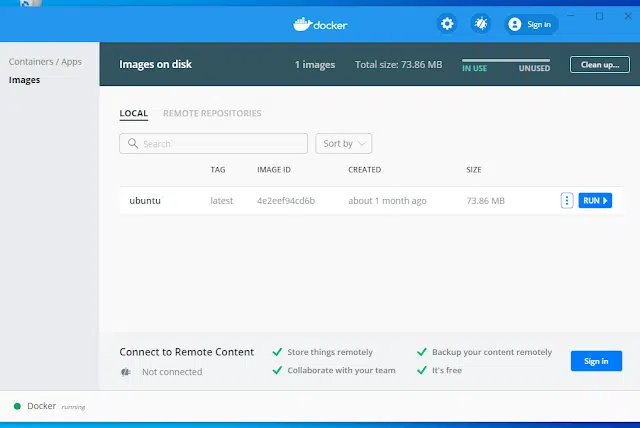 docker
Sign in
Containers / Apps
Images
Images on disk
1 images
Total size: 73.86 MB
IN USE
UNUSED
Clean up...
LOCAL
REMOTE REPOSITORIES
Search
Sort by
TAG
IMAGE ID
CREATED
SIZE
ubuntu
latest
4e2eef94cd6b
about 1 month ago
73.86 MB
RUN
Connect to Remote Content
Not connected
Store things remotely
Collaborate with your team
Backup your content remotely
It's free
Sign in
Docker running